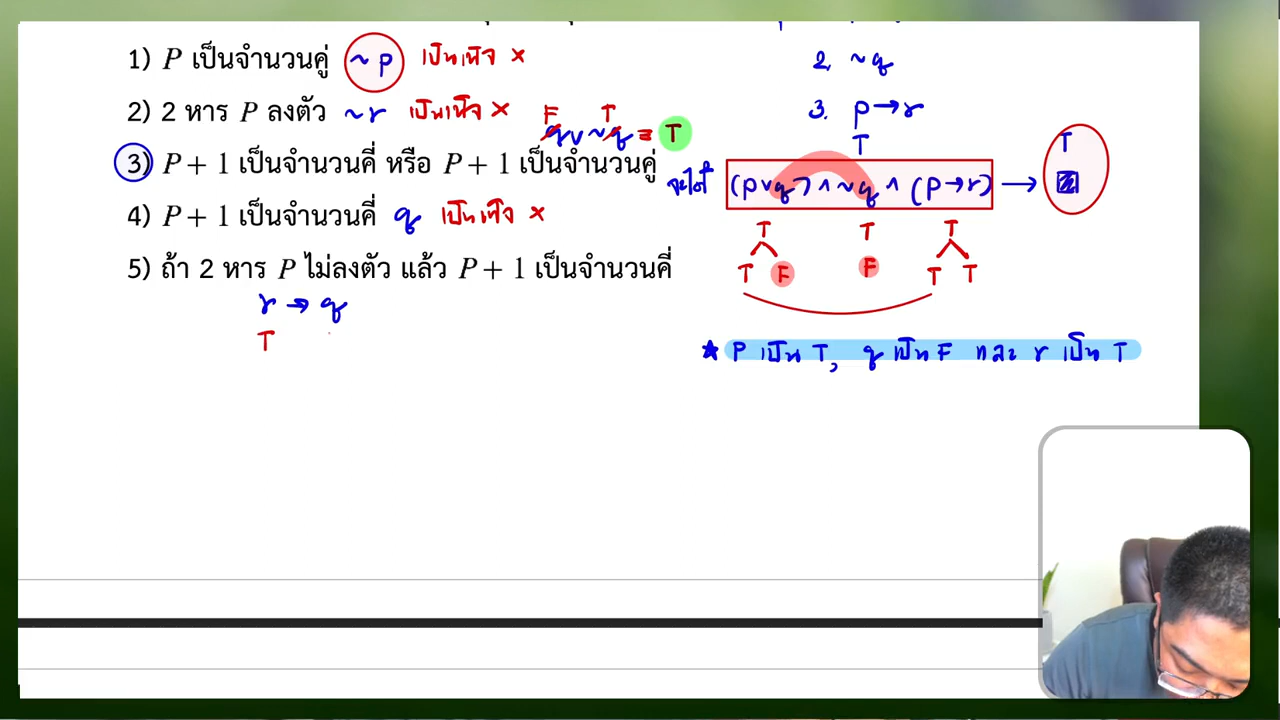 1) P เป็นจำนวนคู่ ~p เป็นเท็จ ×
2) 2 หาร P ลงตัว ~r เป็นเท็จ ×
F T
q ∨ ~q ≡ T
3) P + 1 เป็นจำนวนคี่ หรือ P + 1 เป็นจำนวนคู่
4) P + 1 เป็นจำนวนคี่ q เป็นเท็จ ×
5) ถ้า 2 หาร P ไม่ลงตัว แล้ว P + 1 เป็นจำนวนคี่
r → q
T
2. ~q
3. p → r
T T
จะได้ (p ∨ q) ∧ ~q ∧ (p → r) →
T T T
T F F T T
* P เป็น T, q เป็น F และ r เป็น T